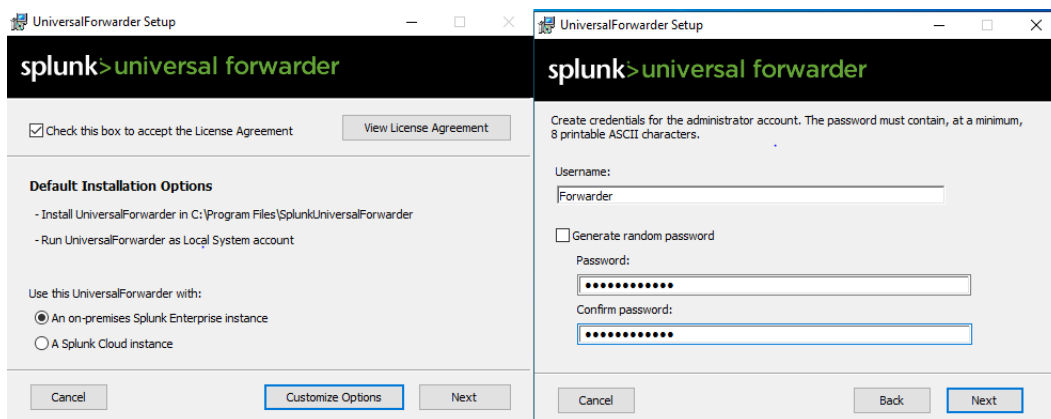 UniversalForwarder Setup
splunk>universal forwarder
Check this box to accept the License Agreement
View License Agreement
Default Installation Options
- Install UniversalForwarder in C:\Program Files\SplunkUniversalForwarder
- Run UniversalForwarder as Local System account
Use this UniversalForwarder with:
An on-premises Splunk Enterprise instance
A Splunk Cloud instance
Cancel
Customize Options
Next
UniversalForwarder Setup
splunk>universal forwarder
Create credentials for the administrator account. The password must contain, at a minimum,
8 printable ASCII characters.
Username:
Forwarder
Generate random password
Password:
●●●●●●●●●●●●
Confirm password:
●●●●●●●●●●●●
Cancel
Back
Next